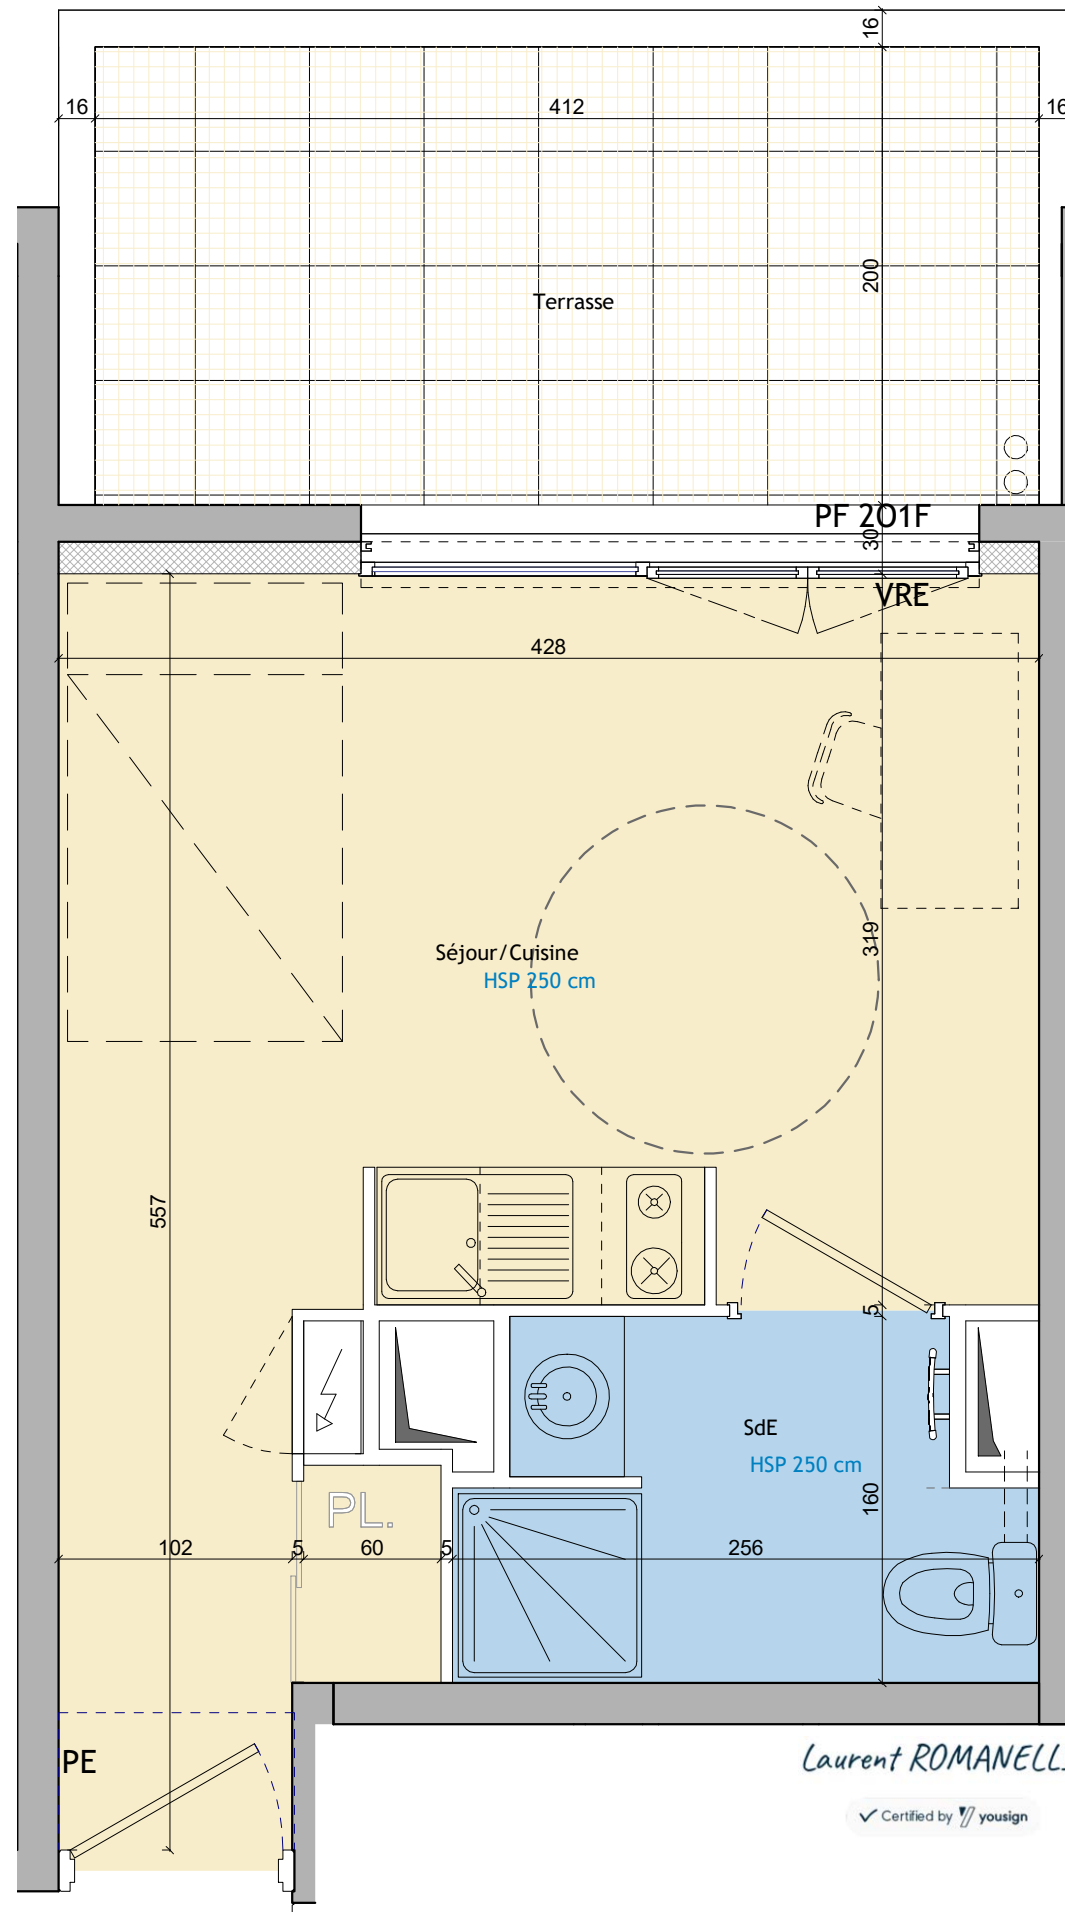 16
16
412
16
200
Terrasse
PF 2O1F
30
VRE
428
319
Séjour/Cuisine
HSP 250 cm
557
5
SdE
HSP 250 cm
160
PL.
102
5
60
5
256
PE
Laurent ROMANELL
Certified by yousign